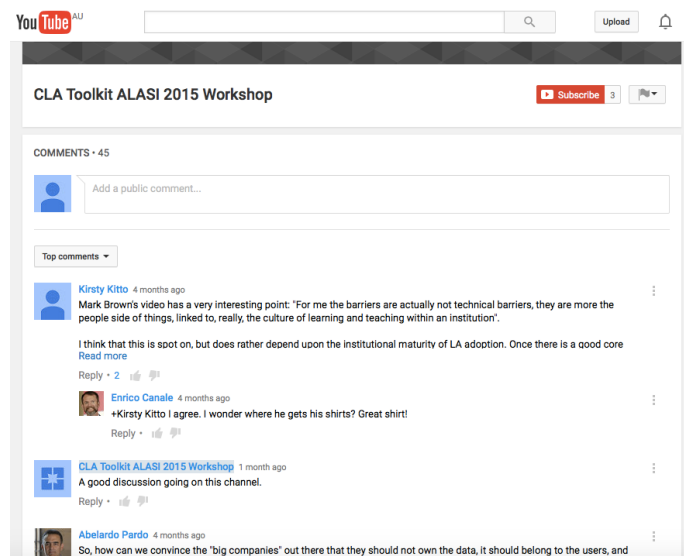 YouTube AU
Upload
CLA Toolkit ALASI 2015 Workshop
Subscribe 3
COMMENTS • 45
Add a public comment...
Top comments
Kirsty Kitto 4 months ago
Mark Brown's video has a very interesting point: "For me the barriers are actually not technical barriers, they are more the
people side of things, linked to, really, the culture of learning and teaching within an institution".
I think that this is spot on, but does rather depend upon the institutional maturity of LA adoption. Once there is a good core
Read more
Reply • 2
Enrico Canale 4 months ago
+Kirsty Kitto I agree. I wonder where he gets his shirts? Great shirt!
Reply •
CLA Toolkit ALASI 2015 Workshop 1 month ago
A good discussion going on this channel.
Reply •
Abelardo Pardo 4 months ago
So, how can we convince the "big companies" out there that they should not own the data, it should belong to the users, and